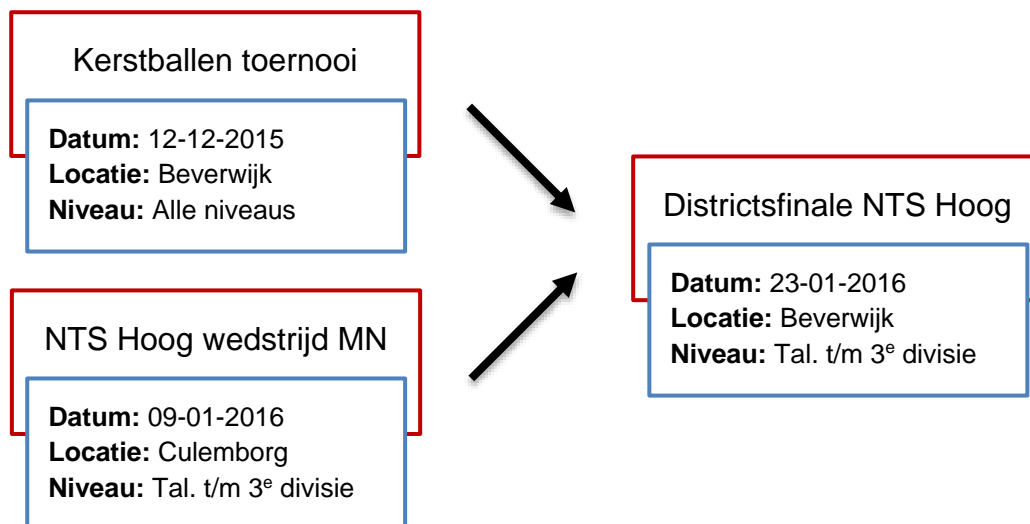 Kerstballen toernooi
Datum: 12-12-2015
Locatie: Beverwijk
Niveau: Alle niveaus
NTS Hoog wedstrijd MN
Datum: 09-01-2016
Locatie: Culemborg
Niveau: Tal. t/m 3e divisie
Districtsfinale NTS Hoog
Datum: 23-01-2016
Locatie: Beverwijk
Niveau: Tal. t/m 3e divisie